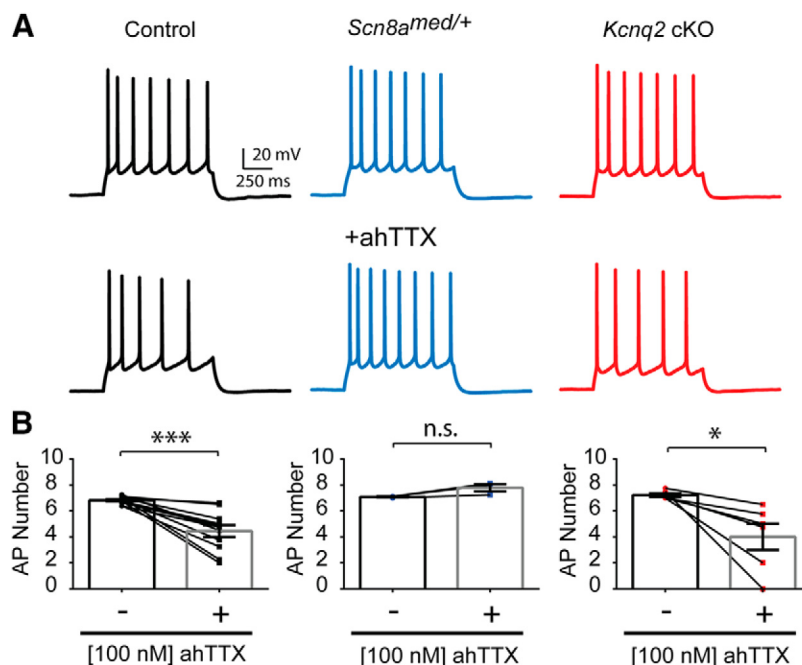 A
Control Scn8a^med/+ Kcnq2 cKO
20 mV
250 ms
+ahTTX
B
*** n.s. *
AP Number AP Number AP Number
10 10 10
8 8 8
6 6 6
4 4 4
2 2 2
0 0 0
- + - + - +
[100 nM] ahTTX [100 nM] ahTTX [100 nM] ahTTX